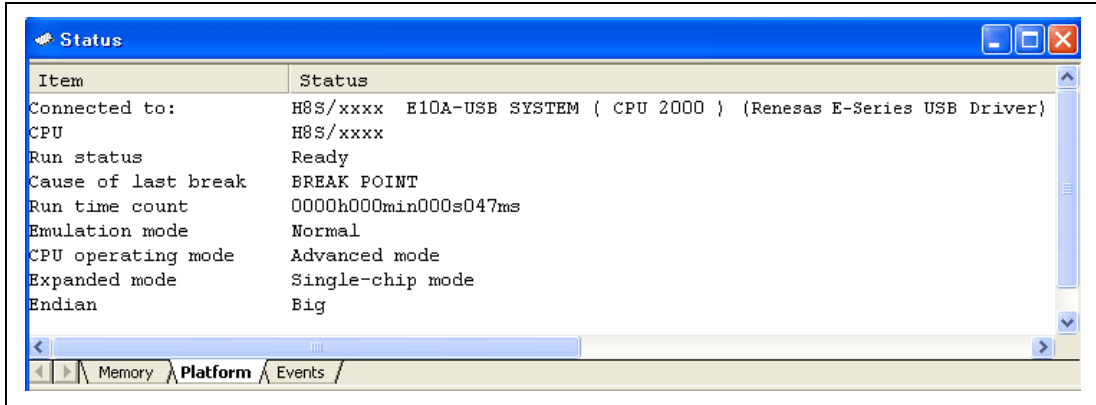 Status
Item Status
Connected to: H8S/xxxx E10A-USB SYSTEM ( CPU 2000 ) (Renesas E-Series USB Driver)
CPU H8S/xxxx
Run status Ready
Cause of last break BREAK POINT
Run time count 0000h000min000s047ms
Emulation mode Normal
CPU operating mode Advanced mode
Expanded mode Single-chip mode
Endian Big
Memory Platform Events